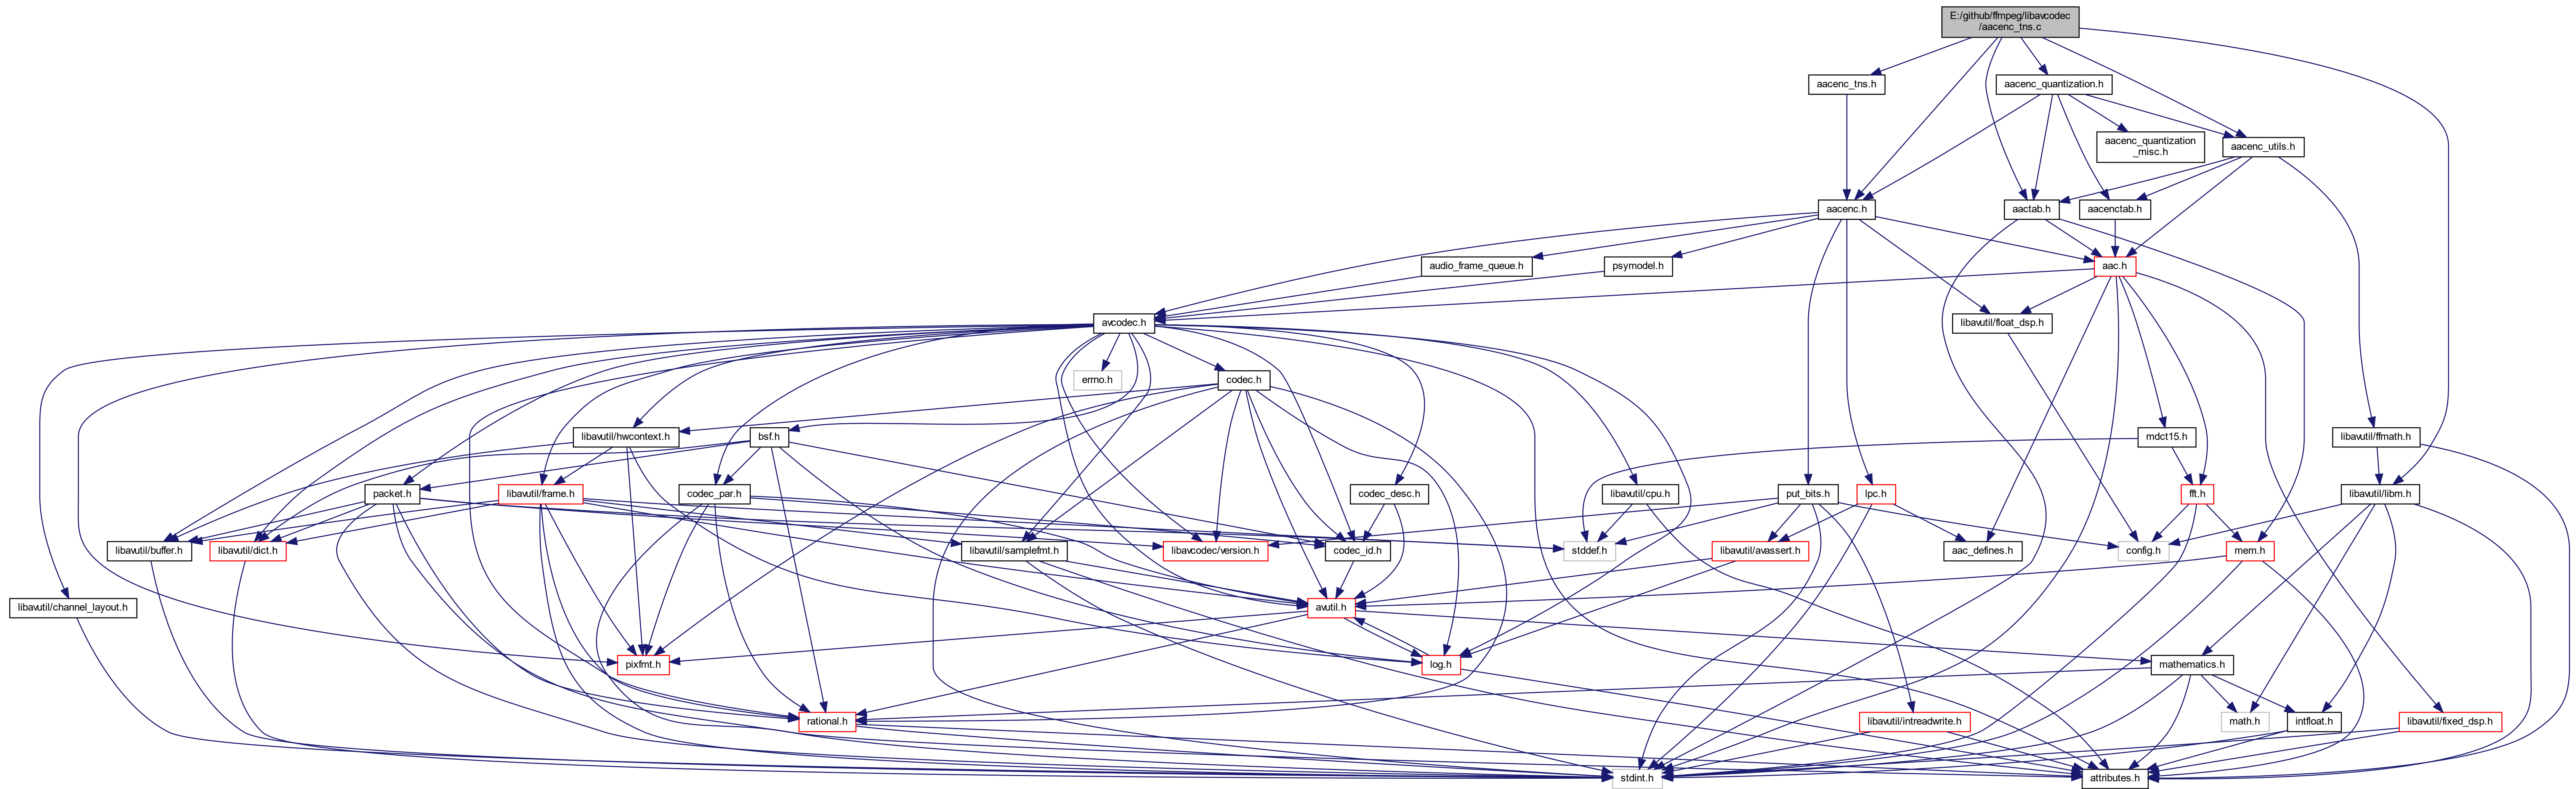 E:/github/ffmpeg/libavcodec
/aacenc_tns.c
aacenc_tns.h
aacenc_quantization.h
aacenc_quantization
_misc.h
aacenc_utils.h
aacenc.h
aactab.h
aacenctab.h
audio_frame_queue.h
psymodel.h
aac.h
avcodec.h
libavutil/float_dsp.h
errno.h
codec.h
libavutil/hwcontext.h
bsf.h
mdct15.h
libavutil/ffmath.h
packet.h
libavutil/frame.h
codec_par.h
codec_desc.h
libavutil/cpu.h
put_bits.h
lpc.h
fft.h
libavutil/libm.h
libavutil/buffer.h
libavutil/dict.h
libavutil/samplefmt.h
libavcodec/version.h
codec_id.h
stddef.h
libavutil/avassert.h
aac_defines.h
config.h
mem.h
libavutil/channel_layout.h
avutil.h
pixfmt.h
log.h
mathematics.h
rational.h
libavutil/intreadwrite.h
math.h
intfloat.h
libavutil/fixed_dsp.h
stdint.h
attributes.h